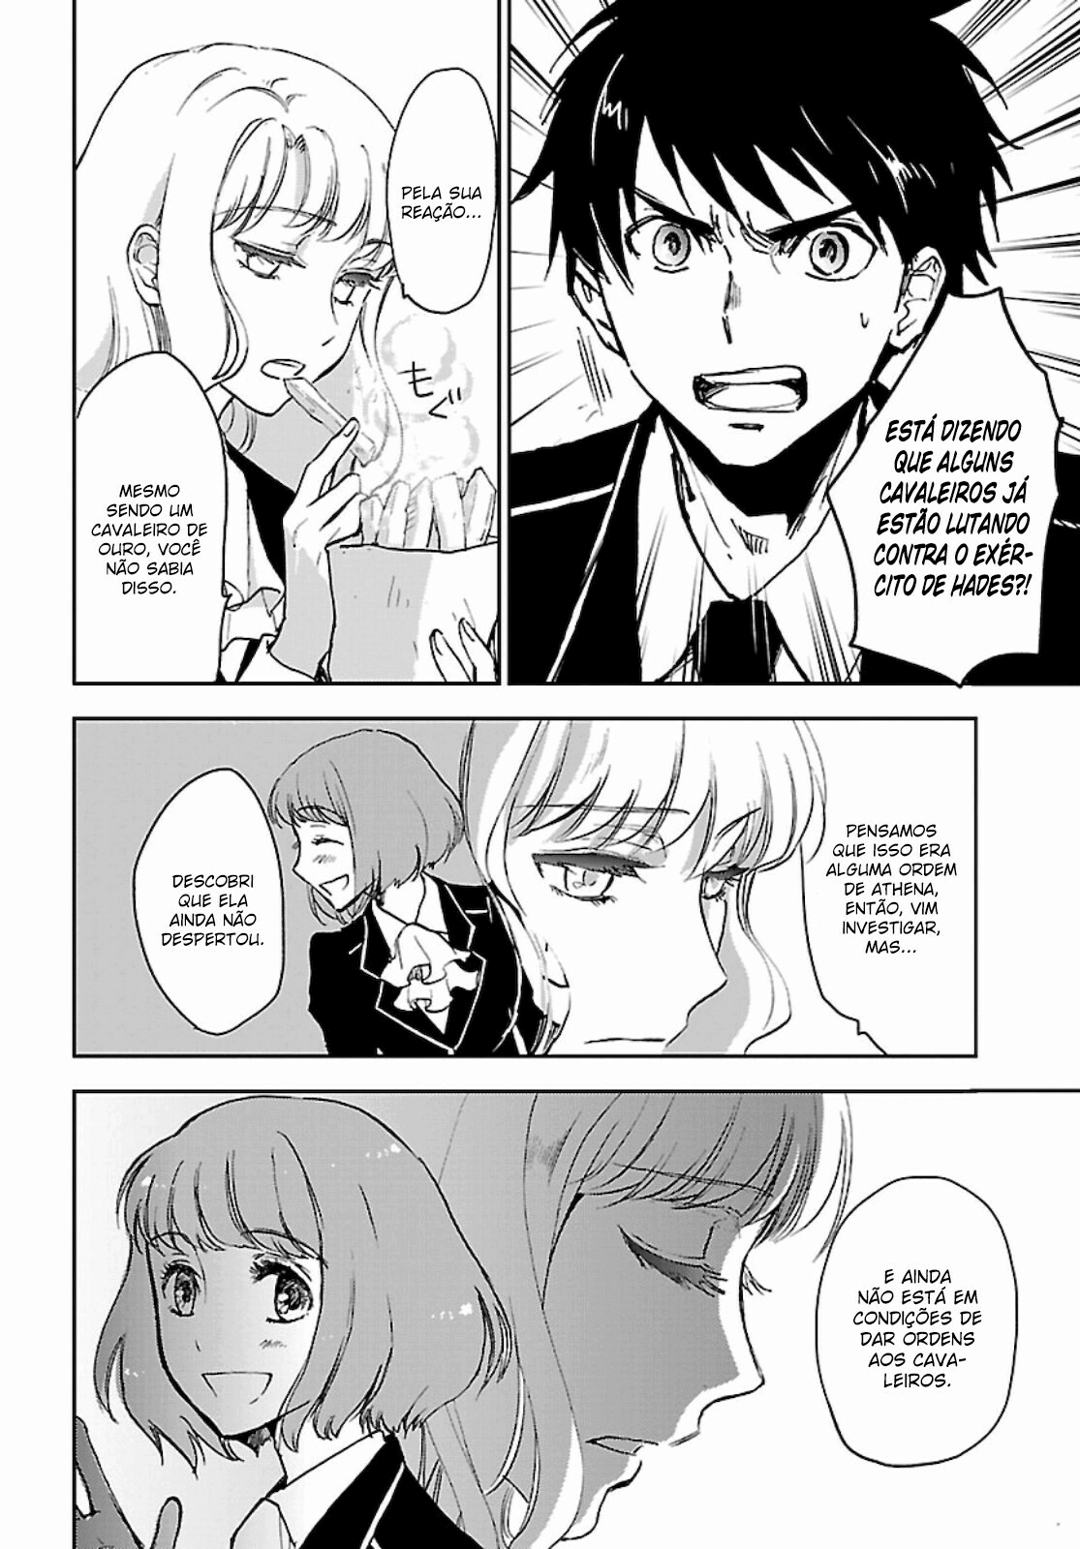 ESTÁ DIZENDO
QUE ALGUNS
CAVALEIROS JÁ
ESTÃO LUTANDO
CONTRA O EXÉR-
CITO DE HADES?!
PELA SUA
REAÇÃO...
もぐ
MESMO
SENDO UM
CAVALEIRO DE
OURO, VOCÊ
NÃO SABIA
DISSO.
PENSAMOS
QUE ISSO ERA
ALGUMA ORDEM
DE ATHENA,
ENTÃO, VIM
INVESTIGAR,
MAS...
DESCOBRI
QUE ELA
AINDA NÃO
DESPERTOU.
E AINDA
NÃO ESTÁ EM
CONDIÇÕES DE
DAR ORDENS
AOS CAVA-
LEIROS.